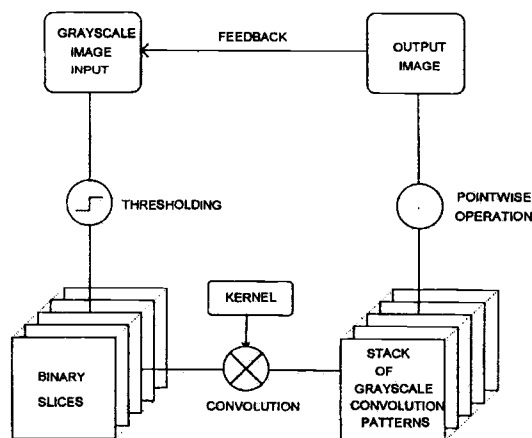 GRAYSCALE
IMAGE
INPUT
FEEDBACK
OUTPUT
IMAGE
THRESHOLDING
POINTWISE
OPERATION
KERNEL
BINARY
SLICES
CONVOLUTION
STACK
OF
GRAYSCALE
CONVOLUTION
PATTERNS